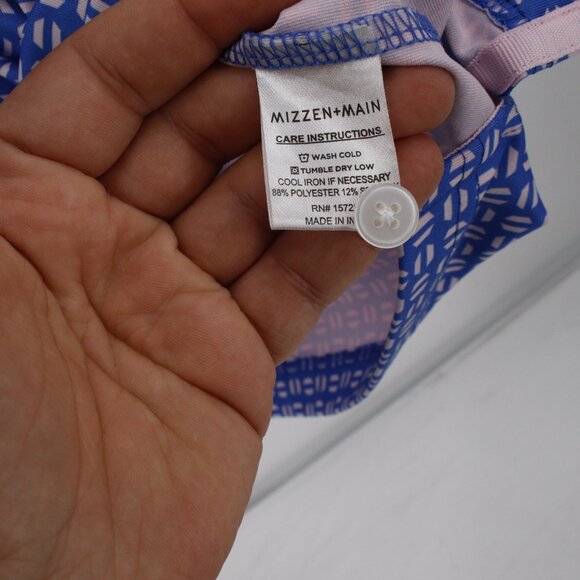 MIZZEN+MAIN
CARE INSTRUCTIONS
WASH COLD
TUMBLE DRY LOW
COOL IRON IF NECESSARY
88% POLYESTER 12%
RN# 1572
MADE IN